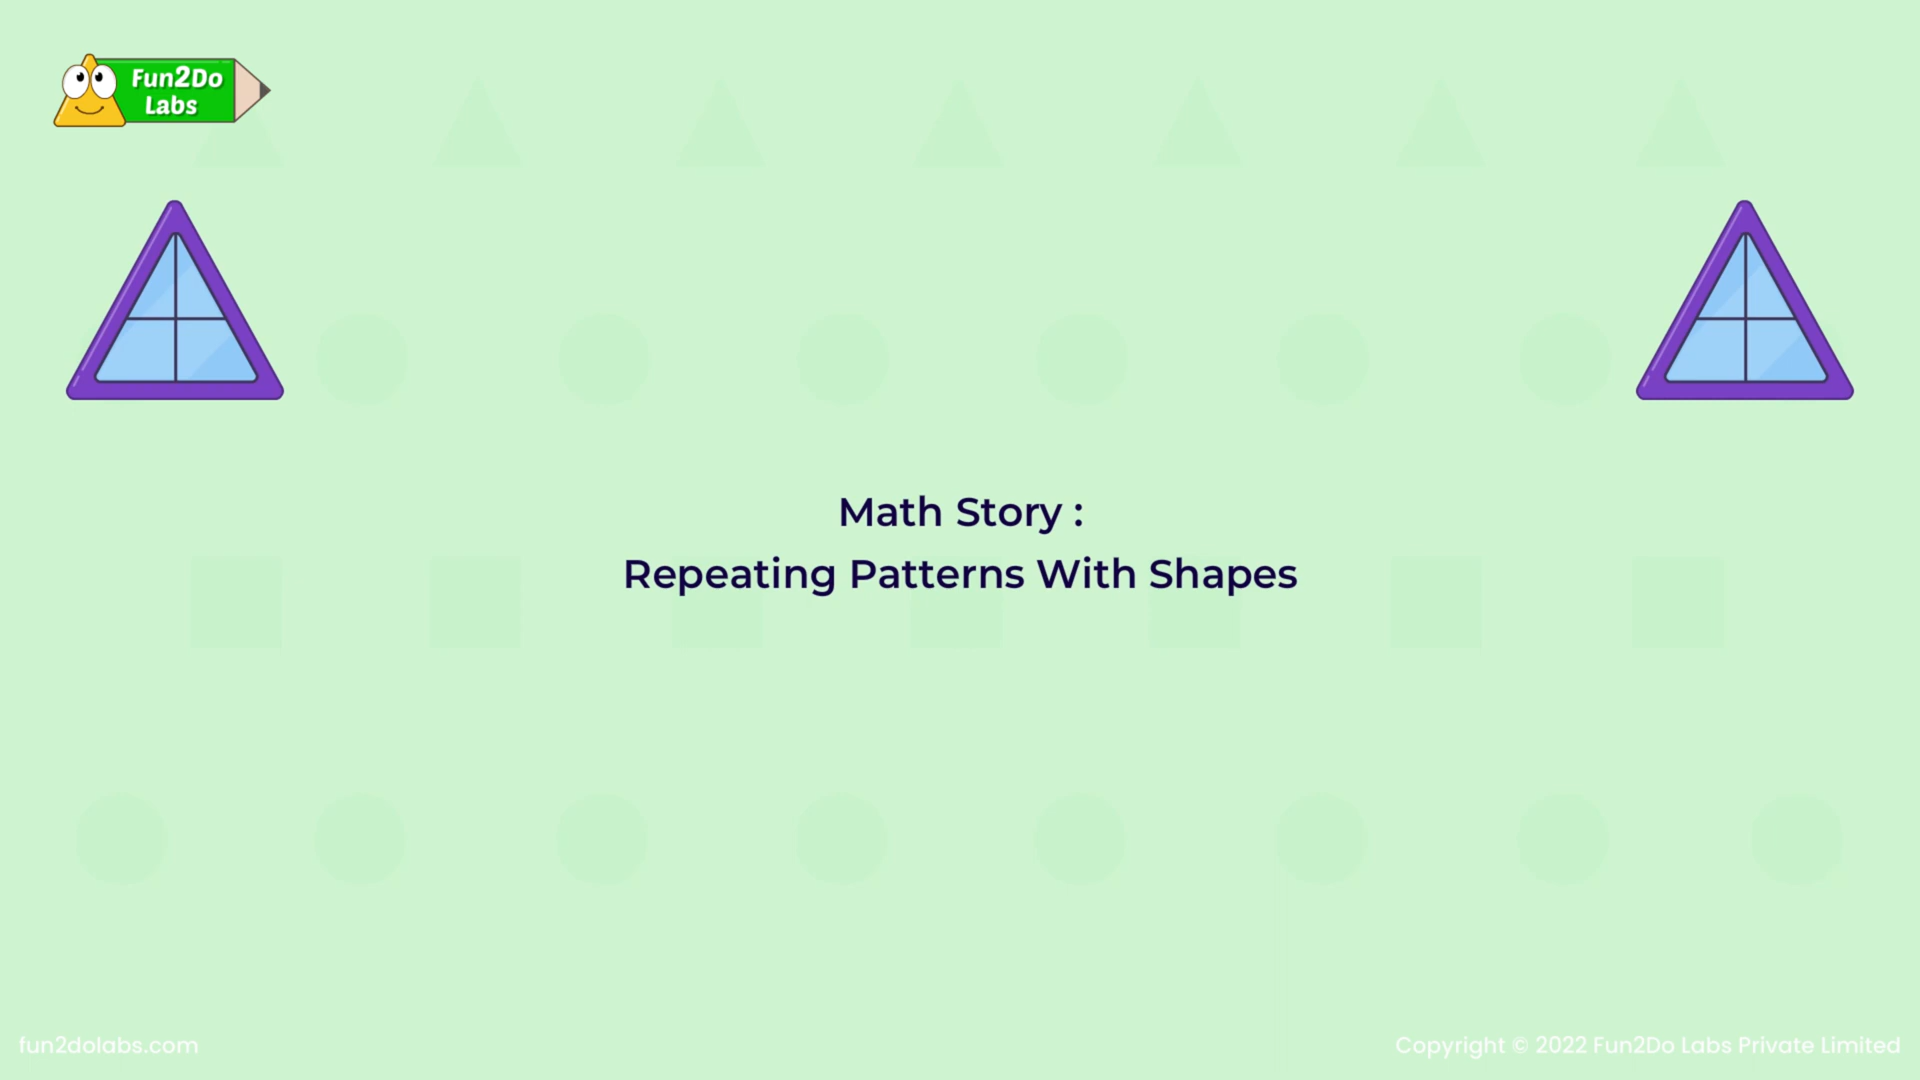 Fun2Do
Labs
Math Story :
Repeating Patterns With Shapes
fun2dolabs.com
Copyright © 2022 Fun2Do Labs Private Limited